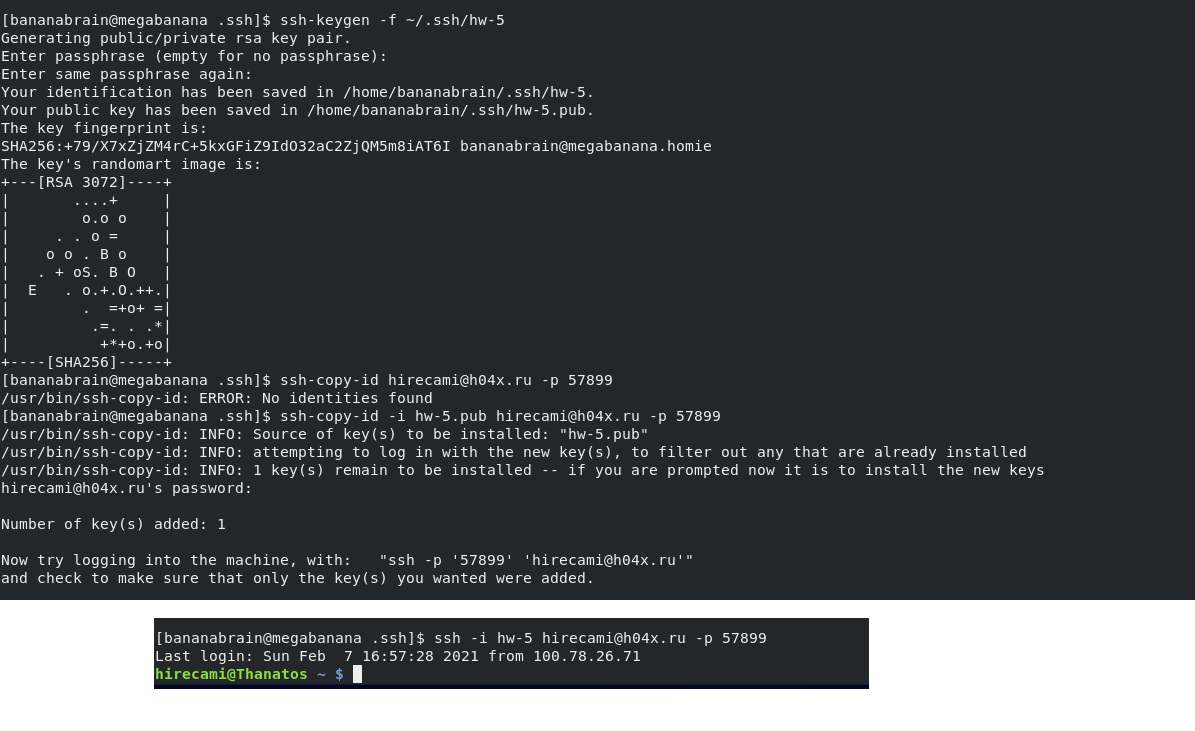 [bananabrain@megabanana .ssh]$ ssh-keygen -f ~/.ssh/hw-5
Generating public/private rsa key pair.
Enter passphrase (empty for no passphrase):
Enter same passphrase again:
Your identification has been saved in /home/bananabrain/.ssh/hw-5.
Your public key has been saved in /home/bananabrain/.ssh/hw-5.pub.
The key fingerprint is:
SHA256:+79/X7xZjZM4rC+5kxGFiZ9IdO32aC2ZjQM5m8iAT6I bananabrain@megabanana.homie
The key's randomart image is:
+---[RSA 3072]----+
|       ....+     |
|        o.o o    |
|     . . o =     |
|    o o . B o    |
|   . + oS. B O   |
|  E   . o.+.O.++.|
|        .  =+o+ =|
|         .=. . .*|
|          +*+o.+o|
+----[SHA256]-----+
[bananabrain@megabanana .ssh]$ ssh-copy-id hirecami@h04x.ru -p 57899
/usr/bin/ssh-copy-id: ERROR: No identities found
[bananabrain@megabanana .ssh]$ ssh-copy-id -i hw-5.pub hirecami@h04x.ru -p 57899
/usr/bin/ssh-copy-id: INFO: Source of key(s) to be installed: "hw-5.pub"
/usr/bin/ssh-copy-id: INFO: attempting to log in with the new key(s), to filter out any that are already installed
/usr/bin/ssh-copy-id: INFO: 1 key(s) remain to be installed -- if you are prompted now it is to install the new keys
hirecami@h04x.ru's password:

Number of key(s) added: 1

Now try logging into the machine, with:   "ssh -p '57899' 'hirecami@h04x.ru'"
and check to make sure that only the key(s) you wanted were added.

[bananabrain@megabanana .ssh]$ ssh -i hw-5 hirecami@h04x.ru -p 57899
Last login: Sun Feb  7 16:57:28 2021 from 100.78.26.71
hirecami@Thanatos ~ $